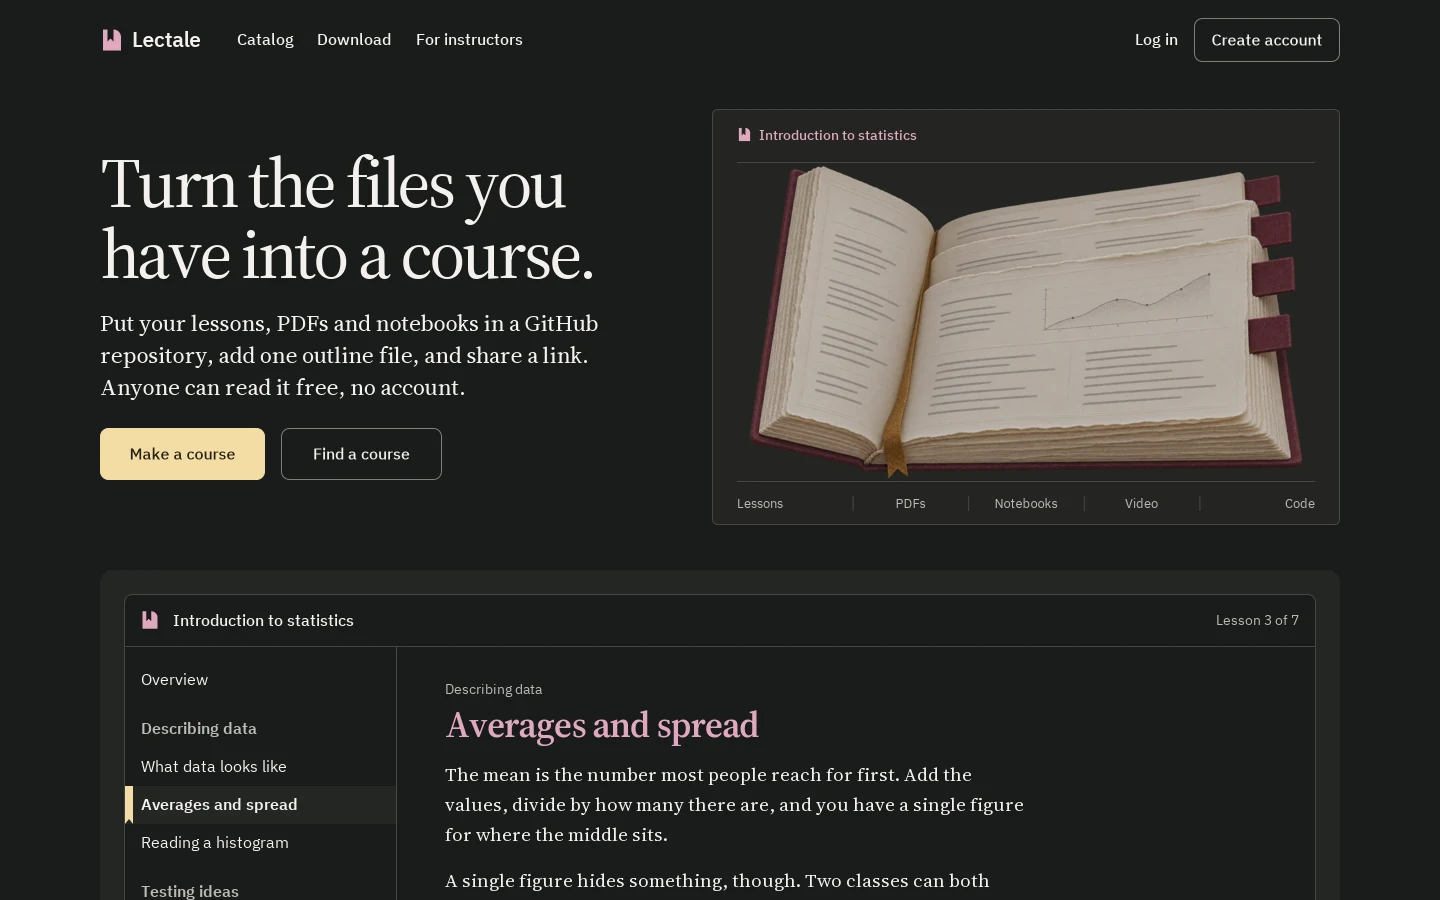 Lectale
Catalog
Download
For instructors
Log in
Create account
Turn the files you
have into a course.
Put your lessons, PDFs and notebooks in a GitHub
repository, add one outline file, and share a link.
Anyone can read it free, no account.
Make a course
Find a course
Introduction to statistics
Lessons
PDFs
Notebooks
Video
Code
Introduction to statistics
Lesson 3 of 7
Overview
Describing data
What data looks like
Averages and spread
Reading a histogram
Testing ideas
Describing data
Averages and spread
The mean is the number most people reach for first. Add the
values, divide by how many there are, and you have a single figure
for where the middle sits.
A single figure hides something, though. Two classes can both